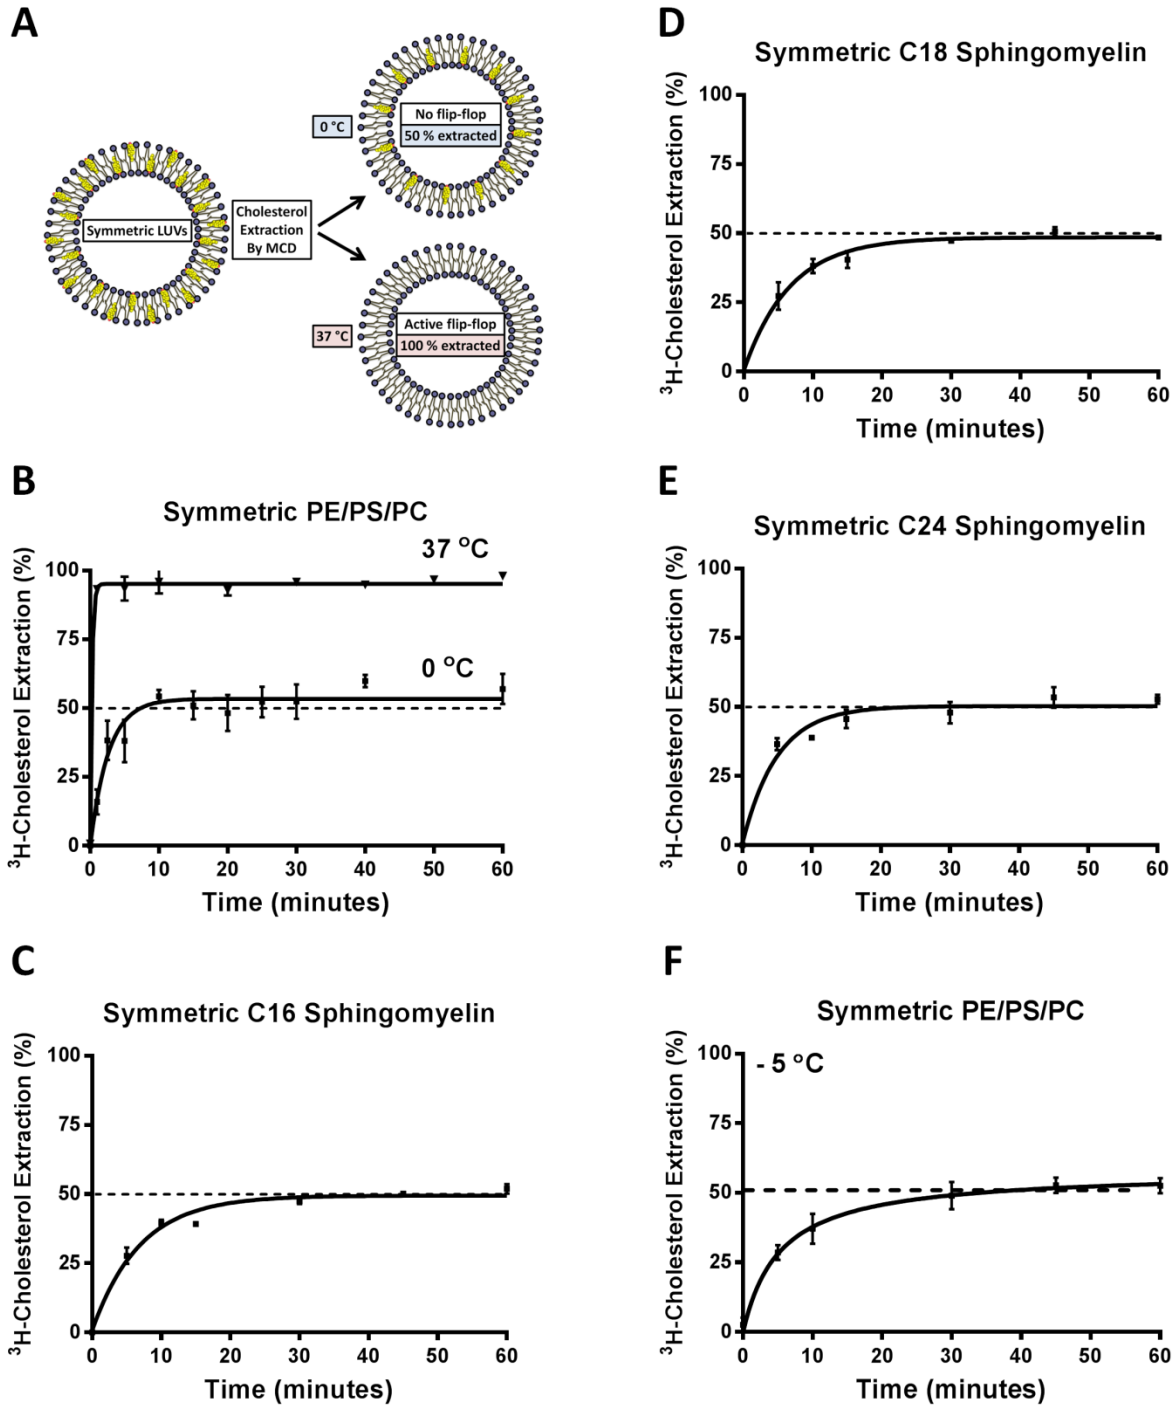 A
Symmetric LUVs
Cholesterol
Extraction
By MCD
0 °C
No flip-flop
50 % extracted
37 °C
Active flip-flop
100 % extracted
B
Symmetric PE/PS/PC
37 °C
0 °C
³H-Cholesterol Extraction (%)
100
75
50
25
0
0 10 20 30 40 50 60
Time (minutes)
C
Symmetric C16 Sphingomyelin
³H-Cholesterol Extraction (%)
100
75
50
25
0
0 10 20 30 40 50 60
Time (minutes)
D
Symmetric C18 Sphingomyelin
³H-Cholesterol Extraction (%)
100
75
50
25
0
0 10 20 30 40 50 60
Time (minutes)
E
Symmetric C24 Sphingomyelin
³H-Cholesterol Extraction (%)
100
75
50
25
0
0 10 20 30 40 50 60
Time (minutes)
F
Symmetric PE/PS/PC
- 5 °C
³H-Cholesterol Extraction (%)
100
75
50
25
0
0 10 20 30 40 50 60
Time (minutes)